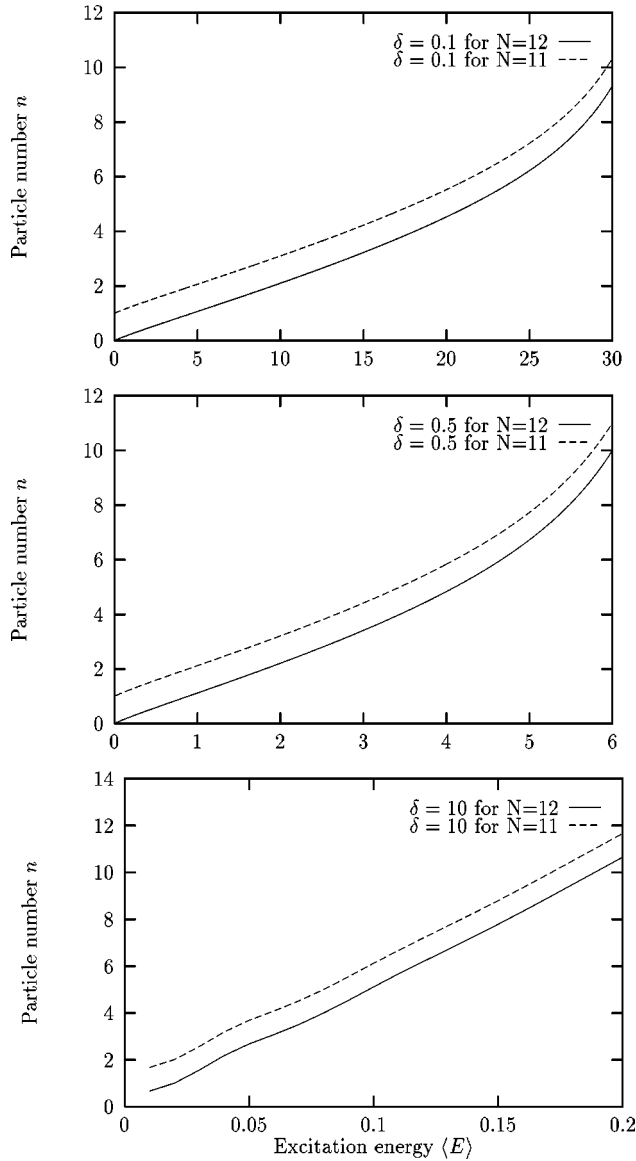 12
10
8
6
4
2
0
Particle number n
δ = 0.1 for N=12
δ = 0.1 for N=11
0 5 10 15 20 25 30
12
10
8
6
4
2
0
Particle number n
δ = 0.5 for N=12
δ = 0.5 for N=11
0 1 2 3 4 5 6
14
12
10
8
6
4
2
0
Particle number n
δ = 10 for N=12
δ = 10 for N=11
0 0.05 0.1 0.15 0.2
Excitation energy ⟨E⟩